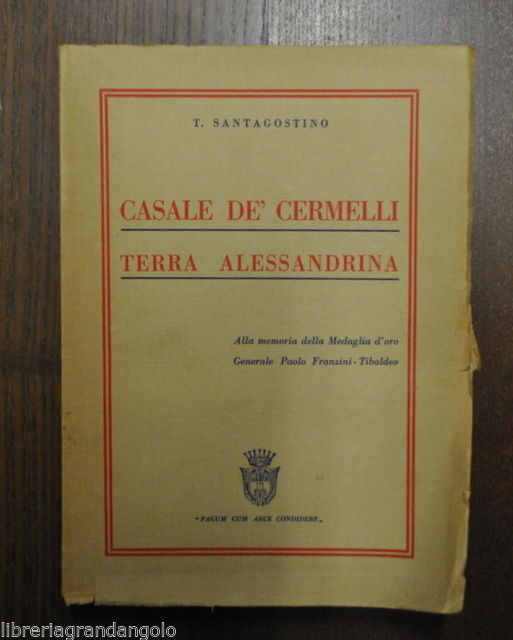 T. SANTAGOSTINO
CASALE DE' CERMELLI
TERRA ALESSANDRINA
Alla memoria della Medaglia d'oro
Generale Paolo Franzini - Tibaldeo
"PAGUM CUM ARCE CONDIDERE„
libreriagrandangolo